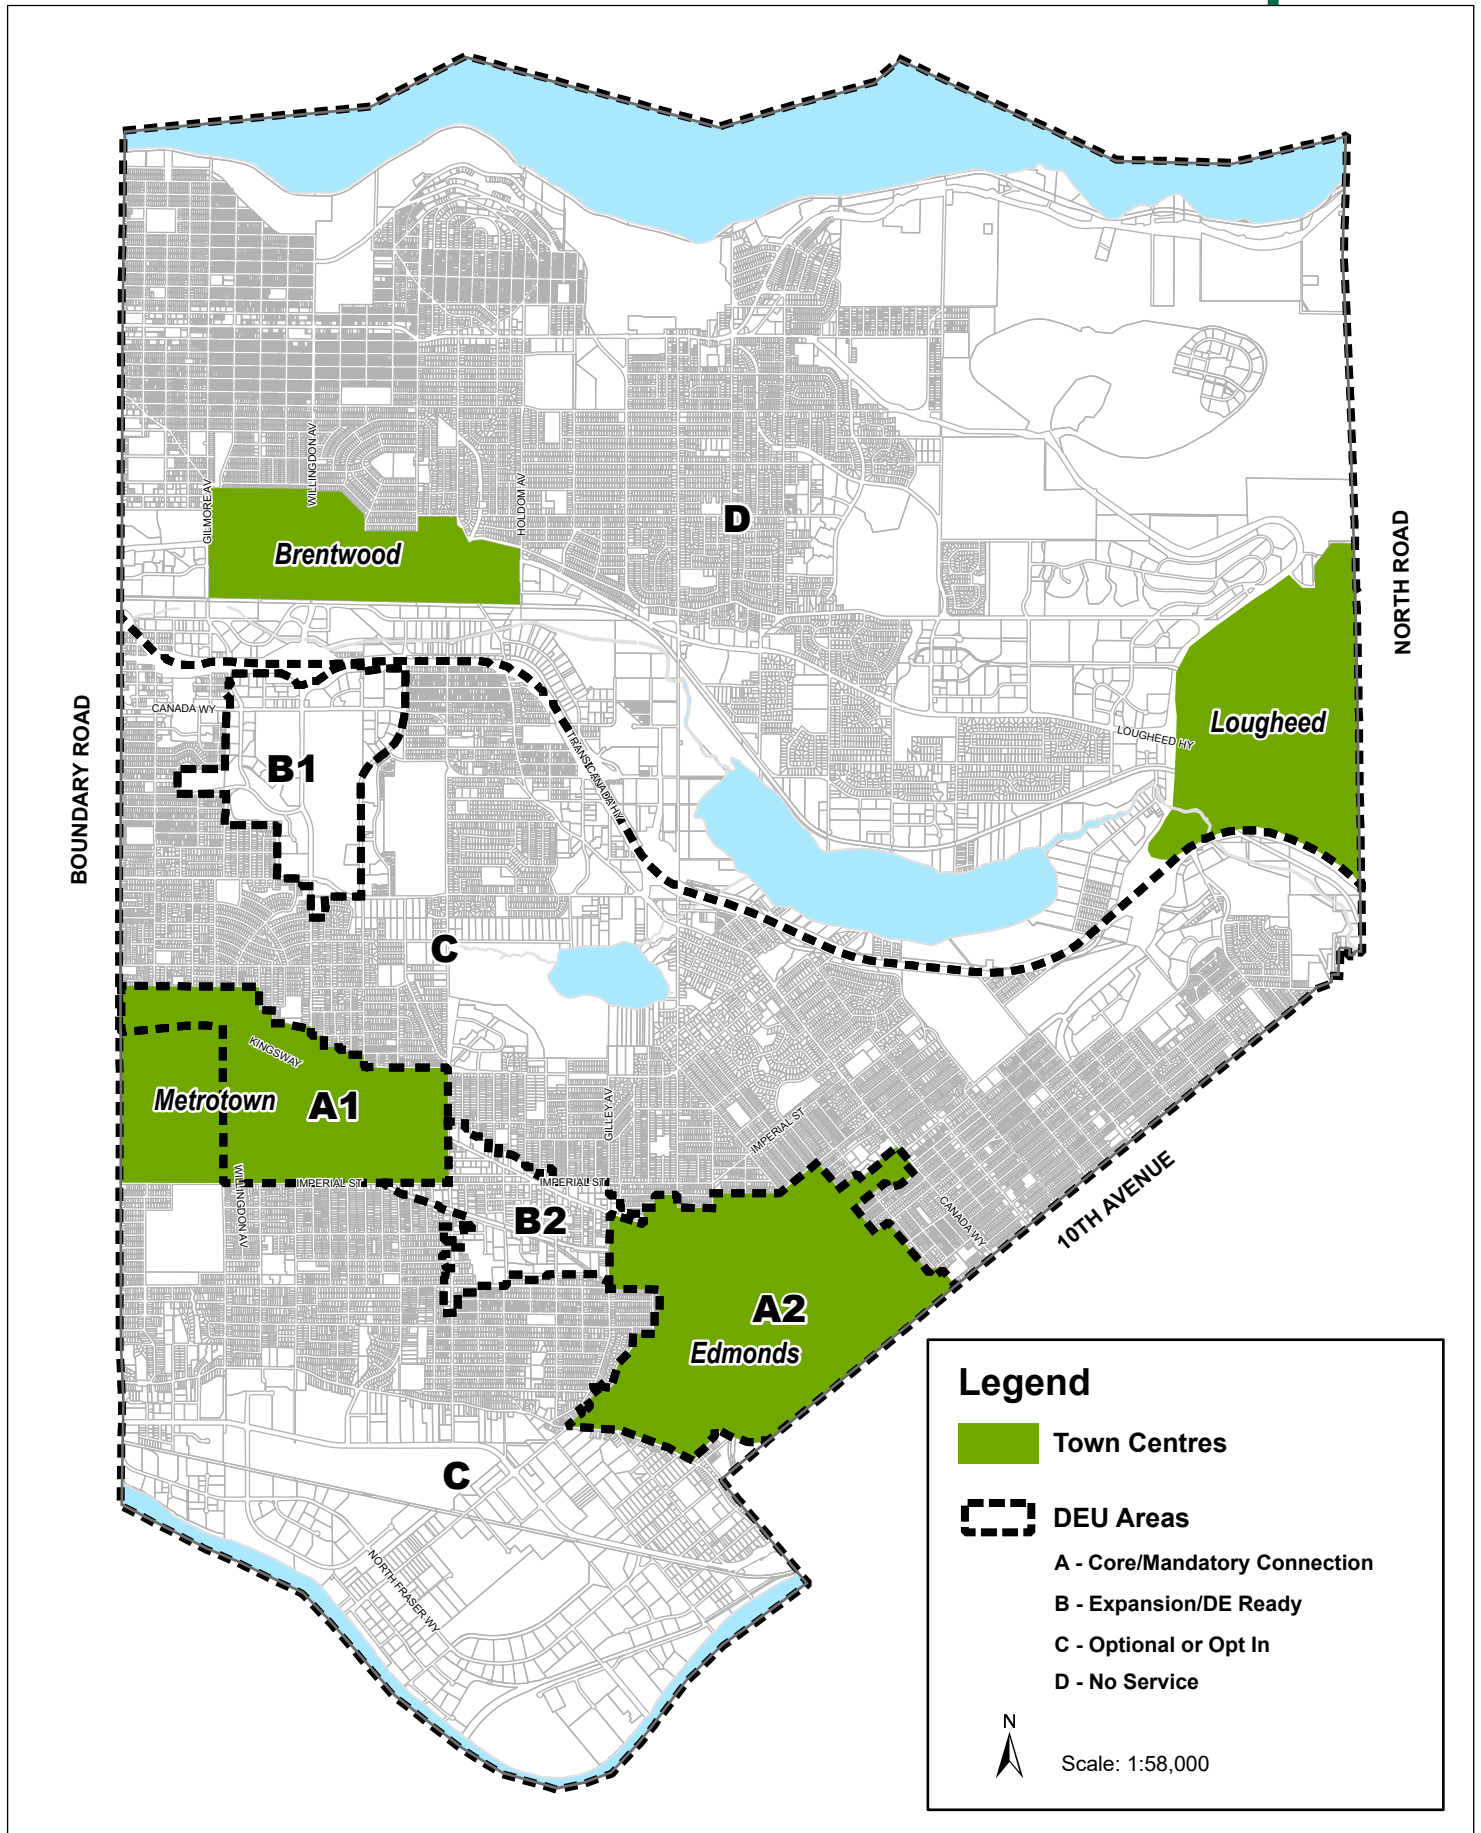 WILLINGDON AV
GILMORE AV
HOLDOM AV
D
NORTH ROAD
Brentwood
BOUNDARY ROAD
CANADA WY
Lougheed
LOUGHEED HY
TRANS CANADA HY
B1
C
KINGSWAY
Metrotown
A1
GILLEY AV
IMPERIAL ST
WILLINGDON AV
IMPERIAL ST
IMPERIAL ST
CANADA WY
10TH AVENUE
B2
A2
Edmonds
C
NORTH FRASER WY
Legend
Town Centres
DEU Areas
A - Core/Mandatory Connection
B - Expansion/DE Ready
C - Optional or Opt In
D - No Service
N
Scale: 1:58,000